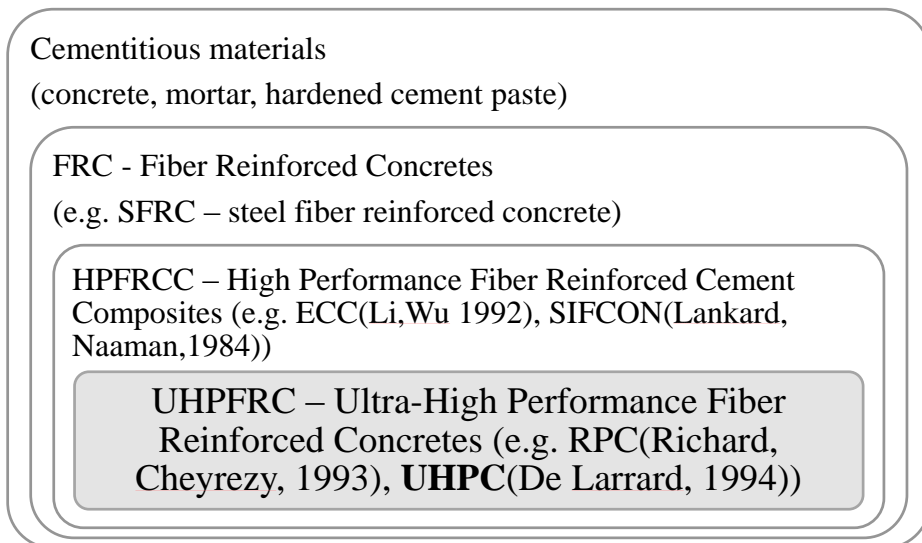 Cementitious materials
(concrete, mortar, hardened cement paste)
FRC - Fiber Reinforced Concretes
(e.g. SFRC – steel fiber reinforced concrete)
HPFRCC – High Performance Fiber Reinforced Cement
Composites (e.g. ECC(Li,Wu 1992), SIFCON(Lankard,
Naaman,1984))
UHPFRC – Ultra-High Performance Fiber
Reinforced Concretes (e.g. RPC(Richard,
Cheyrezy, 1993), UHPC(De Larrard, 1994))